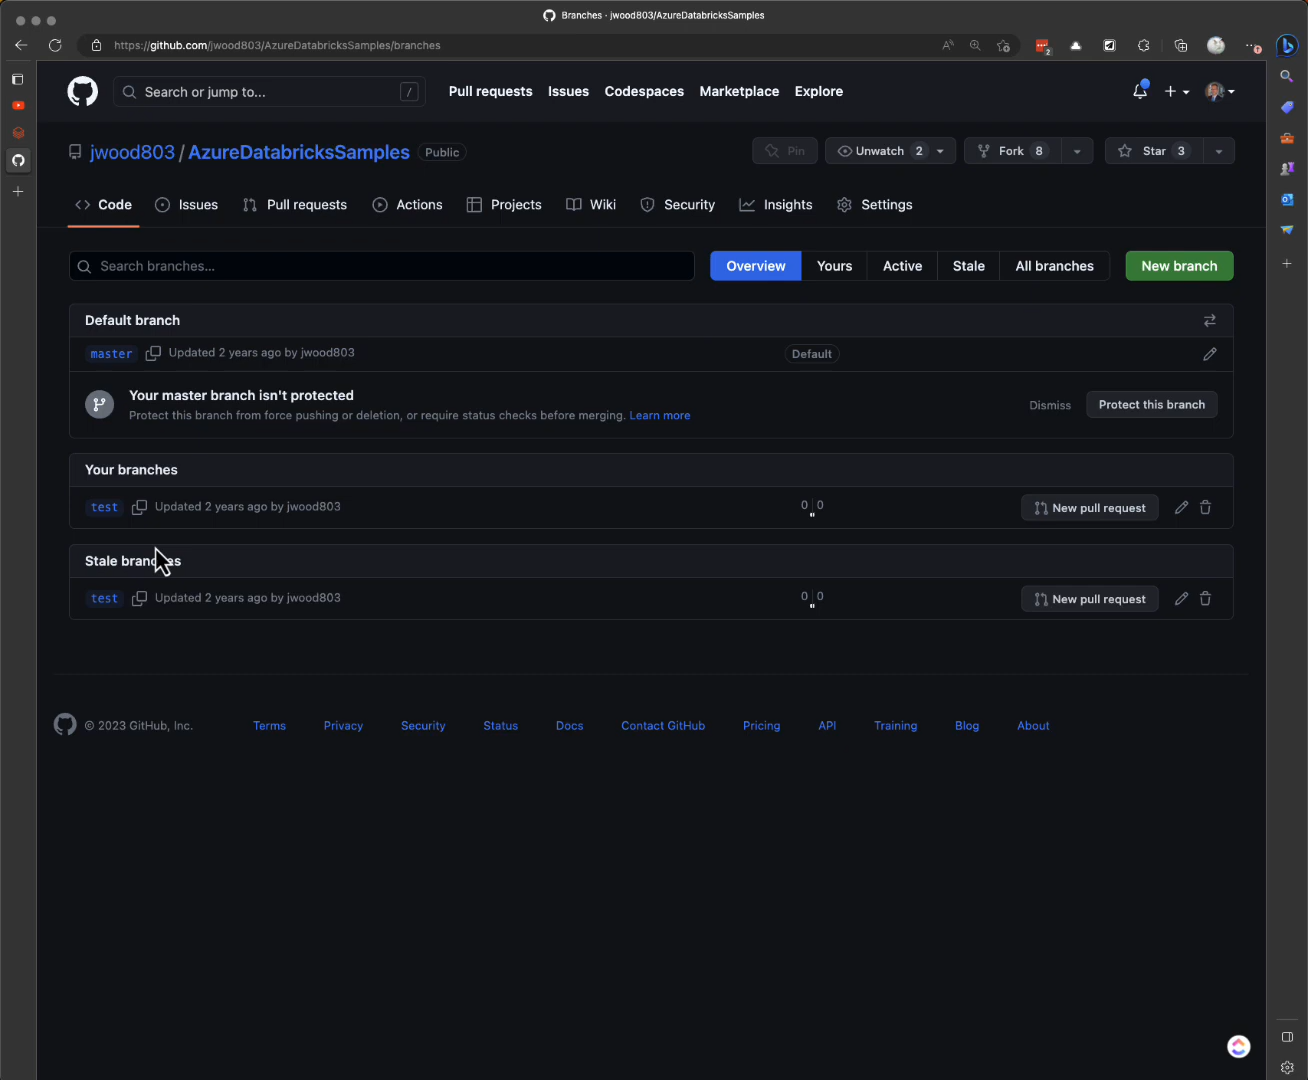 Branches · jwood803/AzureDatabricksSamples
https://github.com/jwood803/AzureDatabricksSamples/branches
2
Search or jump to... /
Pull requests Issues Codespaces Marketplace Explore
jwood803 / AzureDatabricksSamples Public
Pin Unwatch 2 Fork 8 Star 3
Code Issues Pull requests Actions Projects Wiki Security Insights Settings
Search branches... Overview Yours Active Stale All branches New branch
Default branch
master Updated 2 years ago by jwood803 Default
Your master branch isn't protected
Protect this branch from force pushing or deletion, or require status checks before merging. Learn more
Dismiss Protect this branch
Your branches
test Updated 2 years ago by jwood803 0 | 0 New pull request
Stale branches
test Updated 2 years ago by jwood803 0 | 0 New pull request
© 2023 GitHub, Inc. Terms Privacy Security Status Docs Contact GitHub Pricing API Training Blog About